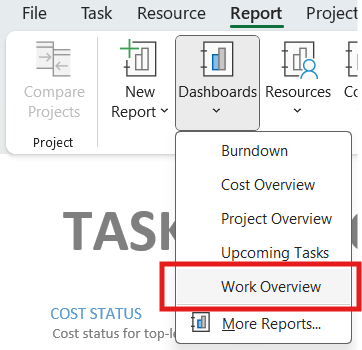 File Task Resource Report Project
Compare
Projects
New
Report
Dashboards
Resources
Project
Burndown
Cost Overview
Project Overview
Upcoming Tasks
Work Overview
More Reports...
TASK
COST STATUS
Cost status for top-le